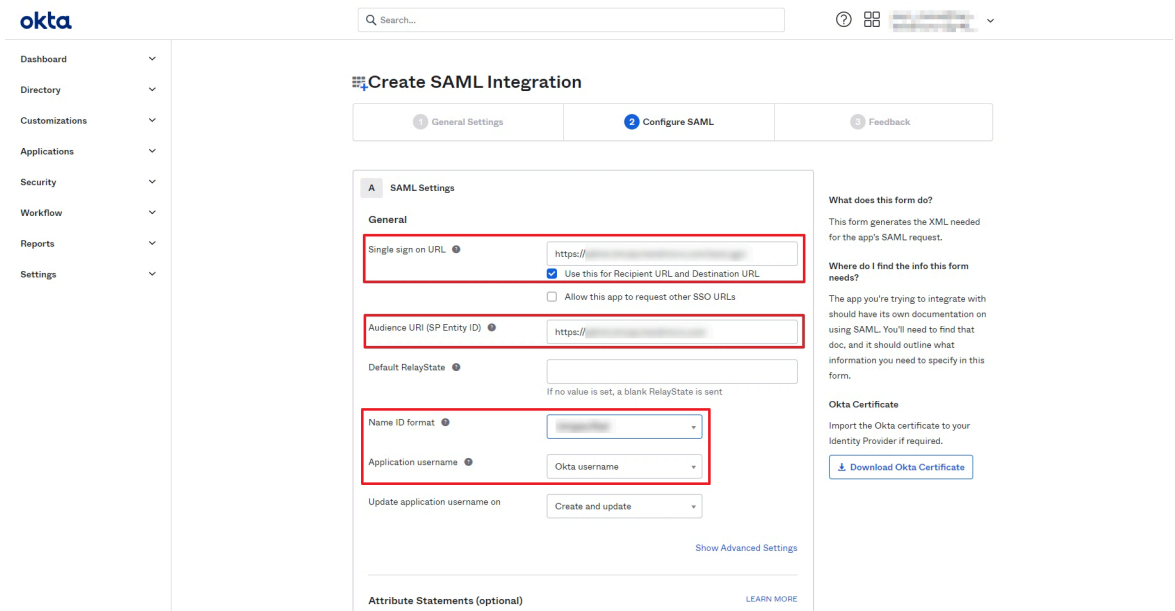 okta
Search...
Dashboard
Directory
Customizations
Applications
Security
Workflow
Reports
Settings
Create SAML Integration
1 General Settings
2 Configure SAML
3 Feedback
A SAML Settings
General
Single sign on URL
https://
Use this for Recipient URL and Destination URL
Allow this app to request other SSO URLs
Audience URI (SP Entity ID)
https://
Default RelayState
If no value is set, a blank RelayState is sent
Name ID format
Application username
Okta username
Update application username on
Create and update
Show Advanced Settings
Attribute Statements (optional)
LEARN MORE
What does this form do?
This form generates the XML needed
for the app's SAML request.
Where do I find the info this form
needs?
The app you're trying to integrate with
should have its own documentation on
using SAML. You'll need to find that
doc, and it should outline what
information you need to specify in this
form.
Okta Certificate
Import the Okta certificate to your
Identity Provider if required.
Download Okta Certificate